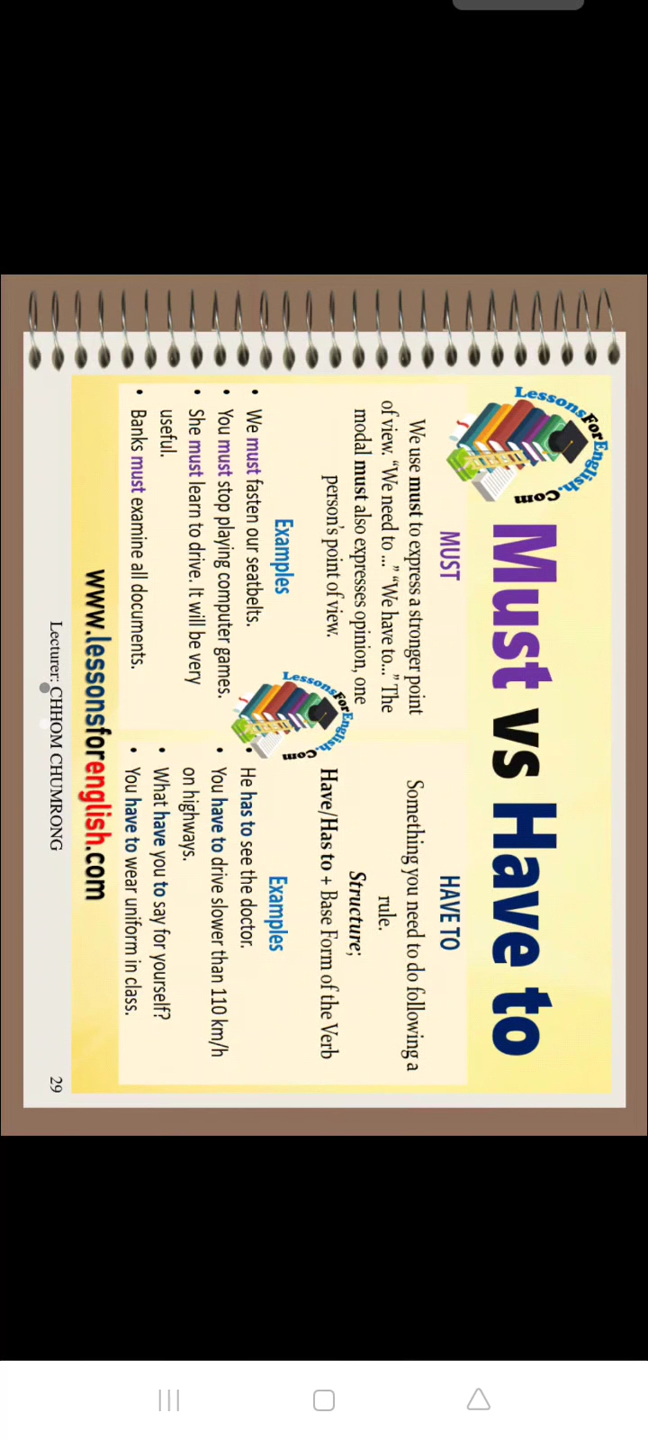 LessonsForEnglish.Com
Must vs Have to
MUST
We use must to express a stronger point
of view. “We need to ...” “We have to...” The
modal must also expresses opinion, one
person's point of view.
Examples
• We must fasten our seatbelts.
• You must stop playing computer games.
• She must learn to drive. It will be very
useful.
• Banks must examine all documents.
HAVE TO
Something you need to do following a
rule.
Structure;
Have/Has to + Base Form of the Verb
Examples
• He has to see the doctor.
• You have to drive slower than 110 km/h
on highways.
• What have you to say for yourself?
• You have to wear uniform in class.
LessonsForEnglish.Com
www.lessonsforenglish.com
Lecturer: CHHOM CHUMRONG
29